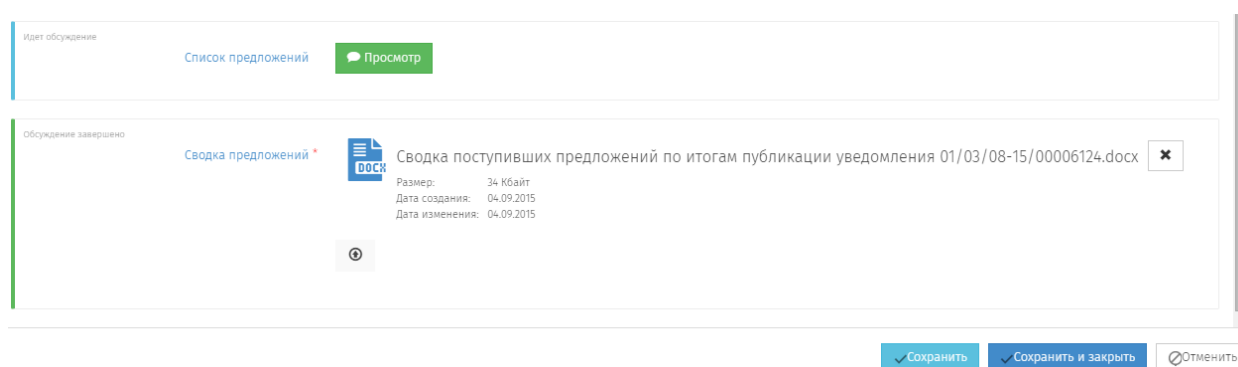 Идет обсуждение
Список предложений
Просмотр
Обсуждение завершено
Сводка предложений *
DOCX
Сводка поступивших предложений по итогам публикации уведомления 01/03/08-15/00006124.docx
Размер: 34 Кбайт
Дата создания: 04.09.2015
Дата изменения: 04.09.2015
Сохранить Сохранить и закрыть Отменить